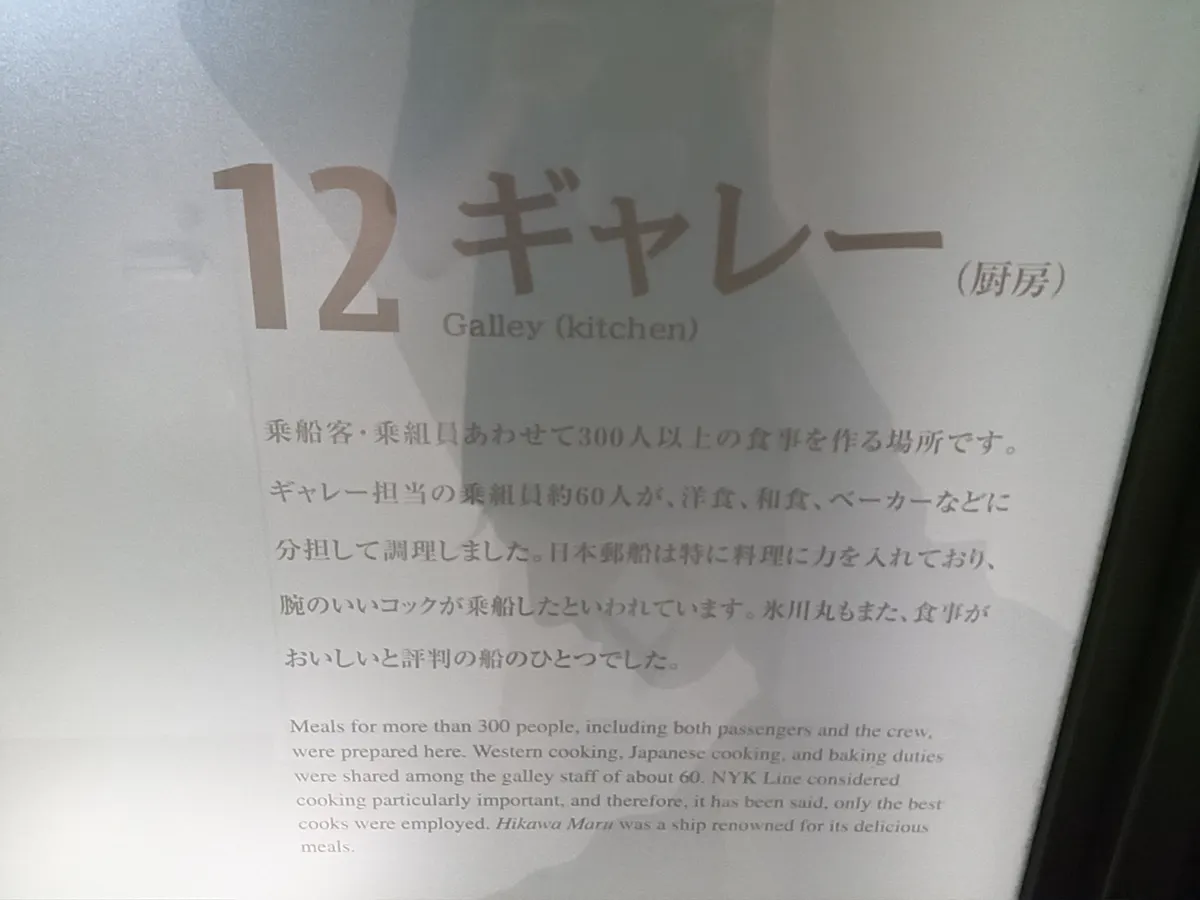 12 ギャレー (厨房)
Galley (kitchen)
乗船客・乗組員あわせて300人以上の食事を作る場所です。
ギャレー担当の乗組員約60人が、洋食、和食、ベーカーなどに
分担して調理しました。日本郵船は特に料理に力を入れており、
腕のいいコックが乗船したといわれています。氷川丸もまた、食事が
おいしいと評判の船のひとつでした。
Meals for more than 300 people, including both passengers and the crew,
were prepared here. Western cooking, Japanese cooking, and baking duties
were shared among the galley staff of about 60. NYK Line considered
cooking particularly important, and therefore, it has been said, only the best
cooks were employed. Hikawa Maru was a ship renowned for its delicious
meals.